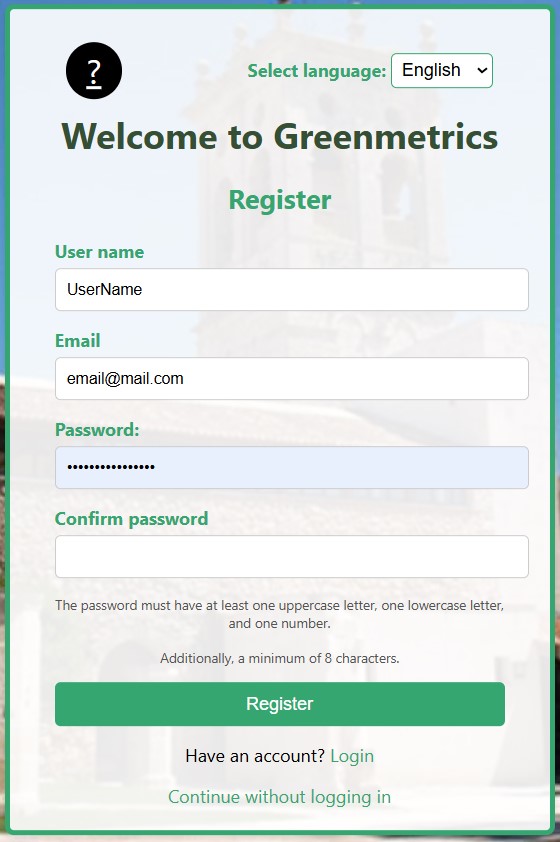 ?
Select language: English
Welcome to Greenmetrics
Register
User name
UserName
Email
email@mail.com
Password:
••••••••••••••••
Confirm password
The password must have at least one uppercase letter, one lowercase letter,
and one number.
Additionally, a minimum of 8 characters.
Register
Have an account? Login
Continue without logging in